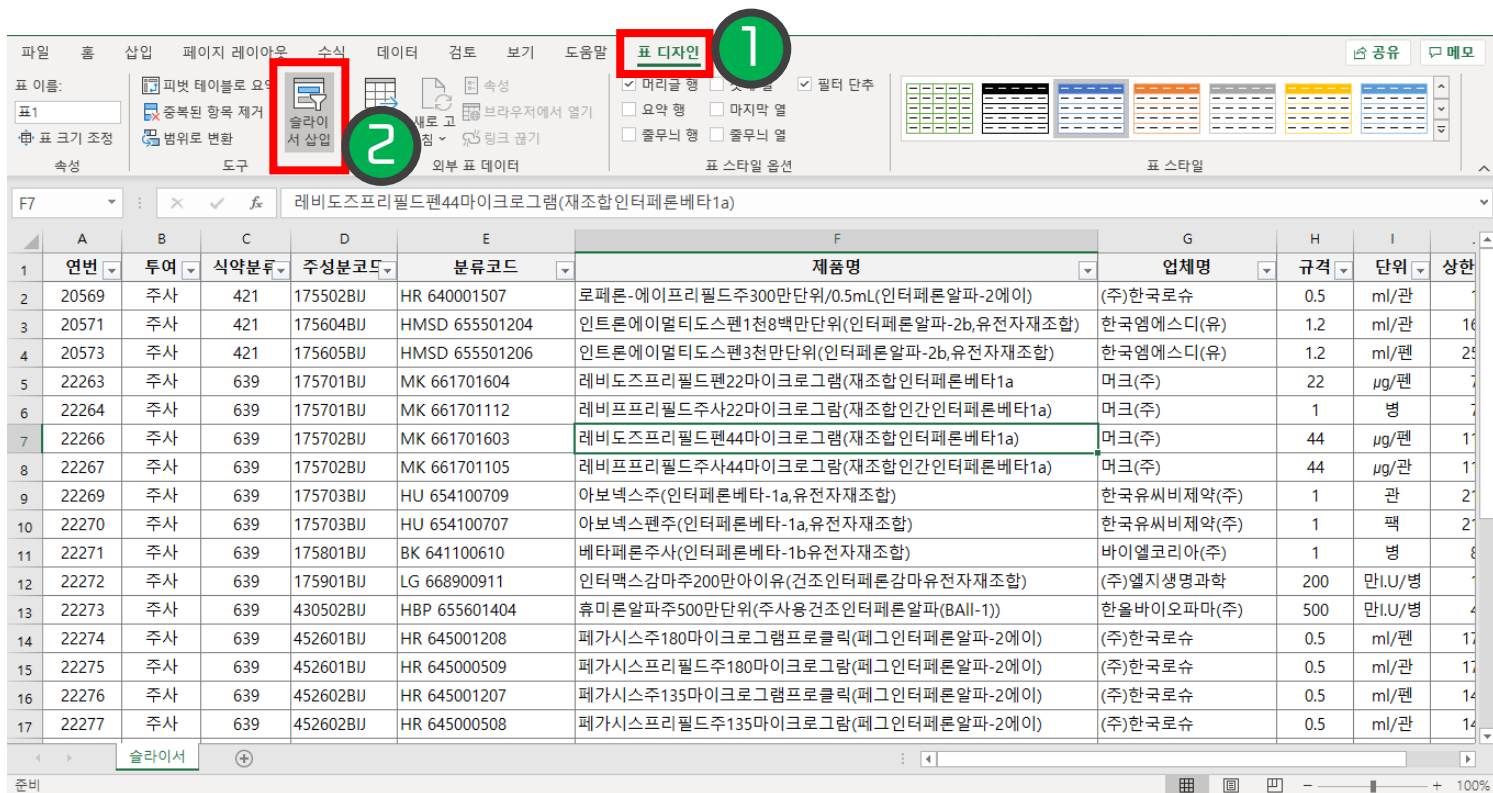 1
파일 홈 삽입 페이지 레이아웃 수식 데이터 검토 보기 도움말 표 디자인 공유 메모
표 이름:
표1
표 크기 조정
속성
피벗 테이블로 요약
중복된 항목 제거
범위로 변환
도구
슬라이
서 삽입
2
새로 고
침
속성
브라우저에서 열기
링크 끊기
외부 표 데이터
머리글 행
필터 단추
요약 행 마지막 열
줄무늬 행 줄무늬 열
표 스타일 옵션
표 스타일
F7 fx 레비도즈프리필드펜44마이크로그램(재조합인터페론베타1a)
A B C D E F G H I
1 연번 투여 식약분류 주성분코드 분류코드 제품명 업체명 규격 단위 상한
2 20569 주사 421 175502BIJ HR 640001507 로페론-에이프리필드주300만단위/0.5mL(인터페론알파-2에이) (주)한국로슈 0.5 ml/관
3 20571 주사 421 175604BIJ HMSD 655501204 인트론에이멀티도스펜1천8백만단위(인터페론알파-2b,유전자재조합) 한국엠에스디(유) 1.2 ml/관 16
4 20573 주사 421 175605BIJ HMSD 655501206 인트론에이멀티도스펜3천만단위(인터페론알파-2b,유전자재조합) 한국엠에스디(유) 1.2 ml/펜 25
5 22263 주사 639 175701BIJ MK 661701604 레비도즈프리필드펜22마이크로그램(재조합인터페론베타1a 머크(주) 22 µg/펜 7
6 22264 주사 639 175701BIJ MK 661701112 레비프프리필드주사22마이크로그람(재조합인간인터페론베타1a) 머크(주) 1 병 7
7 22266 주사 639 175702BIJ MK 661701603 레비도즈프리필드펜44마이크로그램(재조합인터페론베타1a) 머크(주) 44 µg/펜 11
8 22267 주사 639 175702BIJ MK 661701105 레비프프리필드주사44마이크로그람(재조합인간인터페론베타1a) 머크(주) 44 µg/관 11
9 22269 주사 639 175703BIJ HU 654100709 아보넥스주(인터페론베타-1a,유전자재조합) 한국유씨비제약(주) 1 관 21
10 22270 주사 639 175703BIJ HU 654100707 아보넥스펜주(인터페론베타-1a,유전자재조합) 한국유씨비제약(주) 1 팩 21
11 22271 주사 639 175801BIJ BK 641100610 베타페론주사(인터페론베타-1b유전자재조합) 바이엘코리아(주) 1 병 8
12 22272 주사 639 175901BIJ LG 668900911 인터맥스감마주200만아이유(건조인터페론감마유전자재조합) (주)엘지생명과학 200 만I.U/병
13 22273 주사 639 430502BIJ HBP 655601404 휴미론알파주500만단위(주사용건조인터페론알파(BAll-1)) 한올바이오파마(주) 500 만I.U/병 4
14 22274 주사 639 452601BIJ HR 645001208 페가시스주180마이크로그램프로클릭(페그인터페론알파-2에이) (주)한국로슈 0.5 ml/펜 17
15 22275 주사 639 452601BIJ HR 645000509 페가시스프리필드주180마이크로그람(페그인터페론알파-2에이) (주)한국로슈 0.5 ml/관 17
16 22276 주사 639 452602BIJ HR 645001207 페가시스주135마이크로그램프로클릭(페그인터페론알파-2에이) (주)한국로슈 0.5 ml/펜 14
17 22277 주사 639 452602BIJ HR 645000508 페가시스프리필드주135마이크로그람(페그인터페론알파-2에이) (주)한국로슈 0.5 ml/관 14
슬라이서
준비 100%